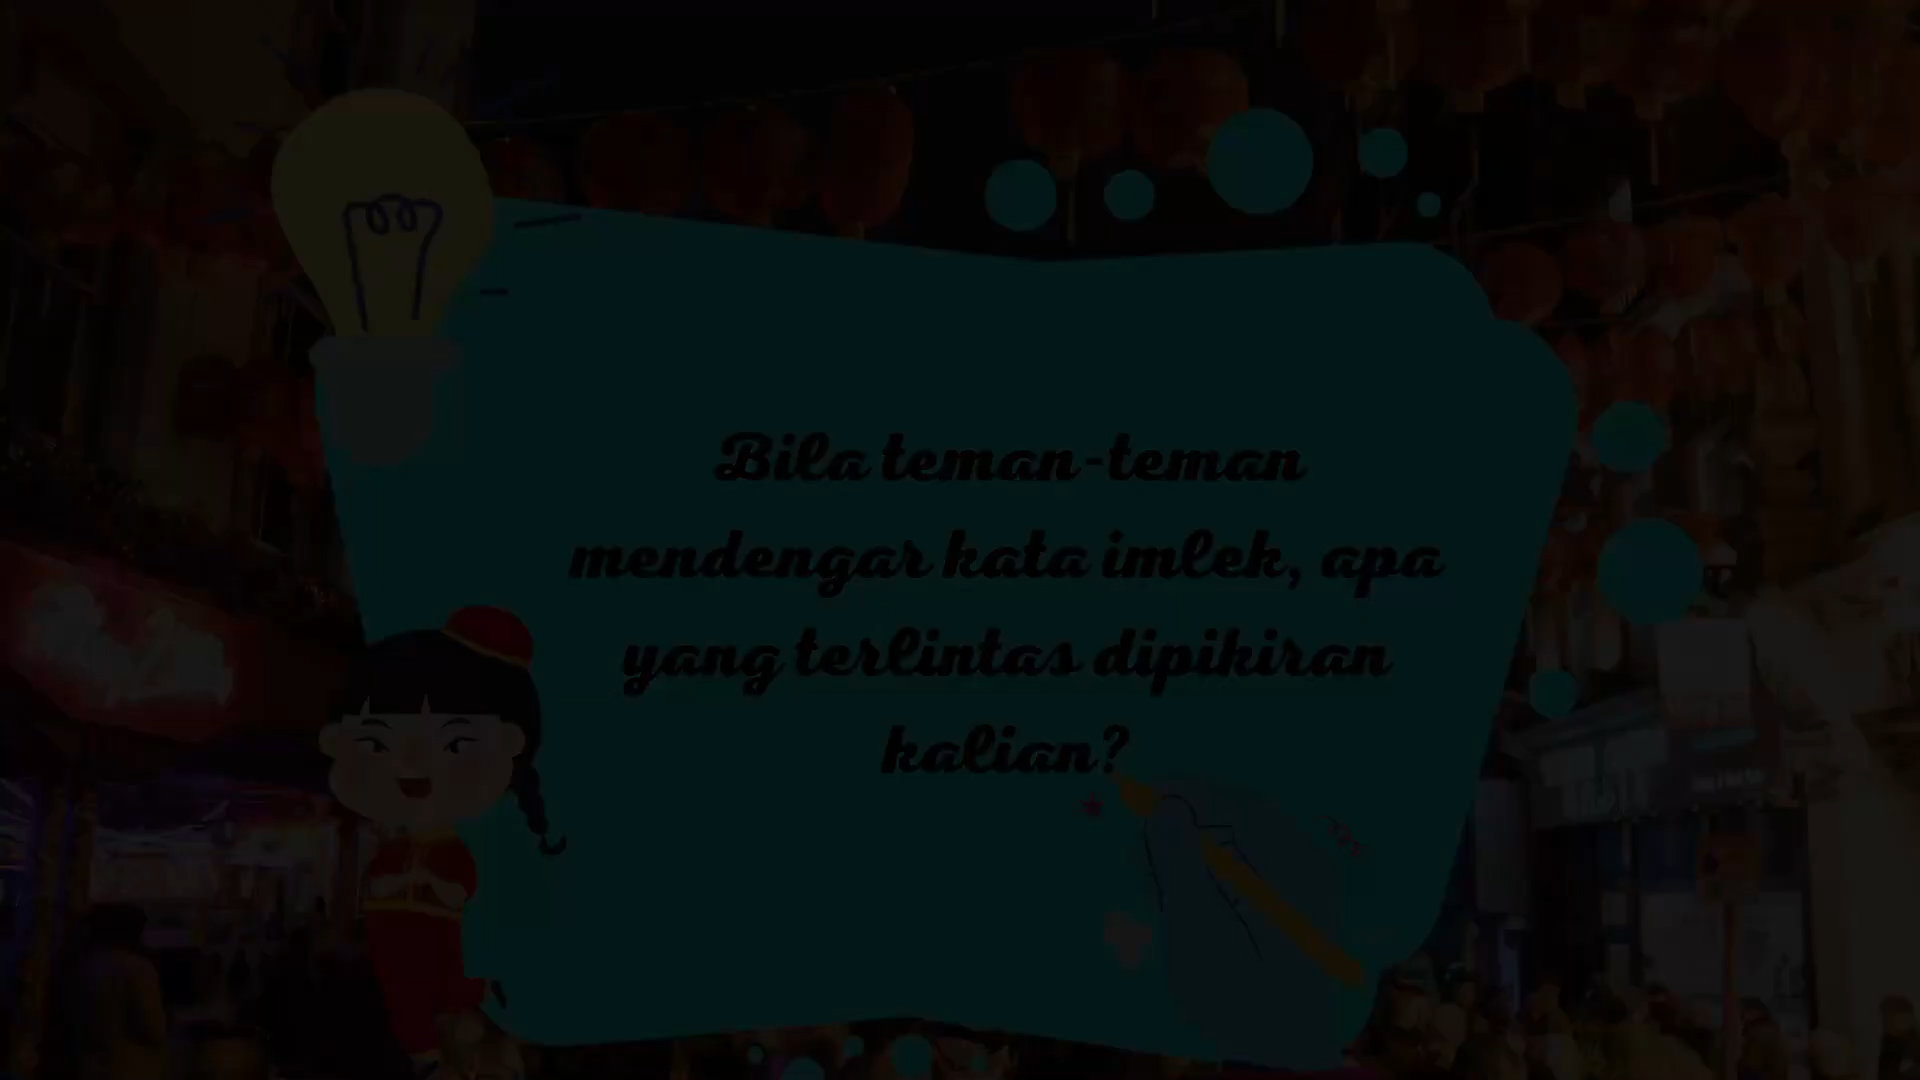 Bila teman-teman
mendengar kata imlek, apa
yang terlintas dipikiran
kalian?